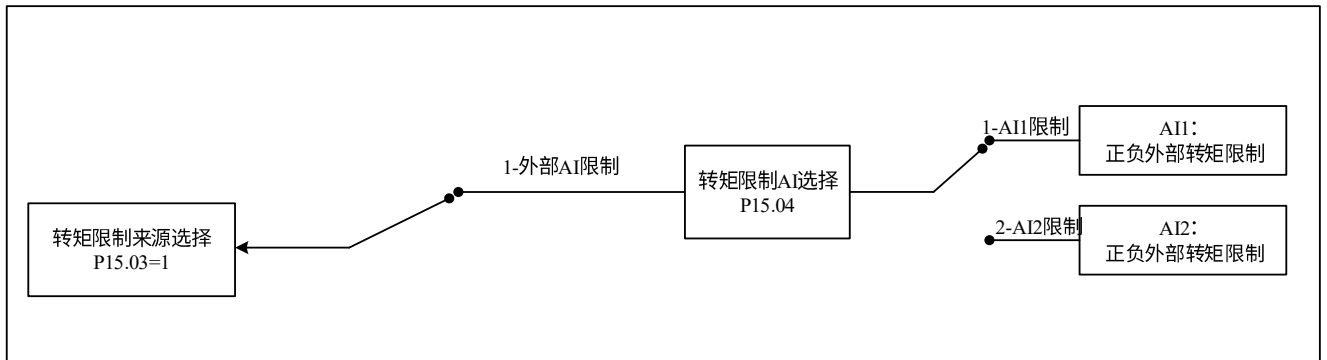 转矩限制来源选择
P15.03=1
1-外部AI限制
转矩限制AI选择
P15.04
1-AI1限制
AI1：
正负外部转矩限制
2-AI2限制
AI2：
正负外部转矩限制